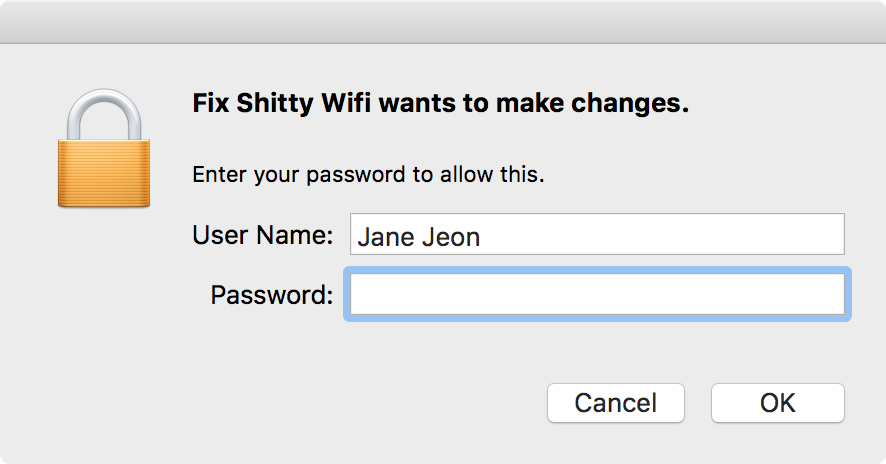 Fix Shitty Wifi wants to make changes.
Enter your password to allow this.
User Name: Jane Jeon
Password:
Cancel OK